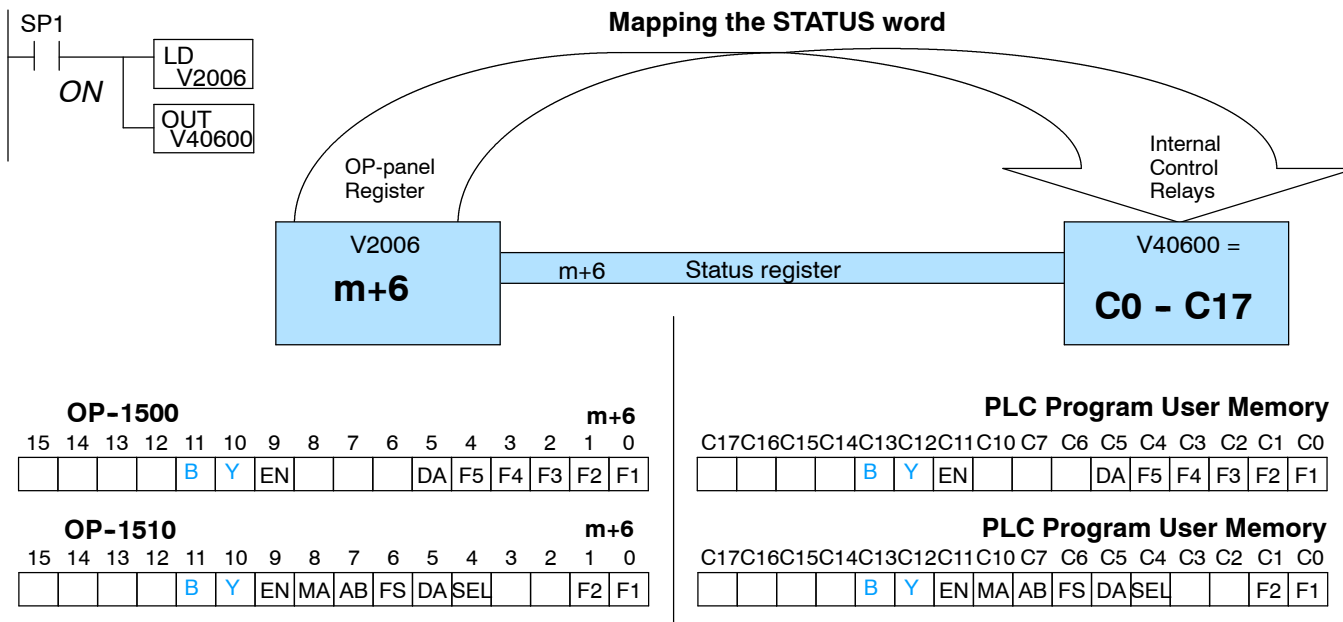 Mapping the STATUS word
SP1
LD
V2006
ON
OUT
V40600
OP-panel
Register
Internal
Control
Relays
V2006
m+6
m+6 Status register
V40600 =
C0 - C17
OP-1500 m+6
15 14 13 12 11 10 9 8 7 6 5 4 3 2 1 0
B Y EN DA F5 F4 F3 F2 F1
OP-1510 m+6
15 14 13 12 11 10 9 8 7 6 5 4 3 2 1 0
B Y EN MA AB FS DA SEL F2 F1
PLC Program User Memory
C17 C16 C15 C14 C13 C12 C11 C10 C7 C6 C5 C4 C3 C2 C1 C0
B Y EN DA F5 F4 F3 F2 F1
PLC Program User Memory
C17 C16 C15 C14 C13 C12 C11 C10 C7 C6 C5 C4 C3 C2 C1 C0
B Y EN MA AB FS DA SEL F2 F1